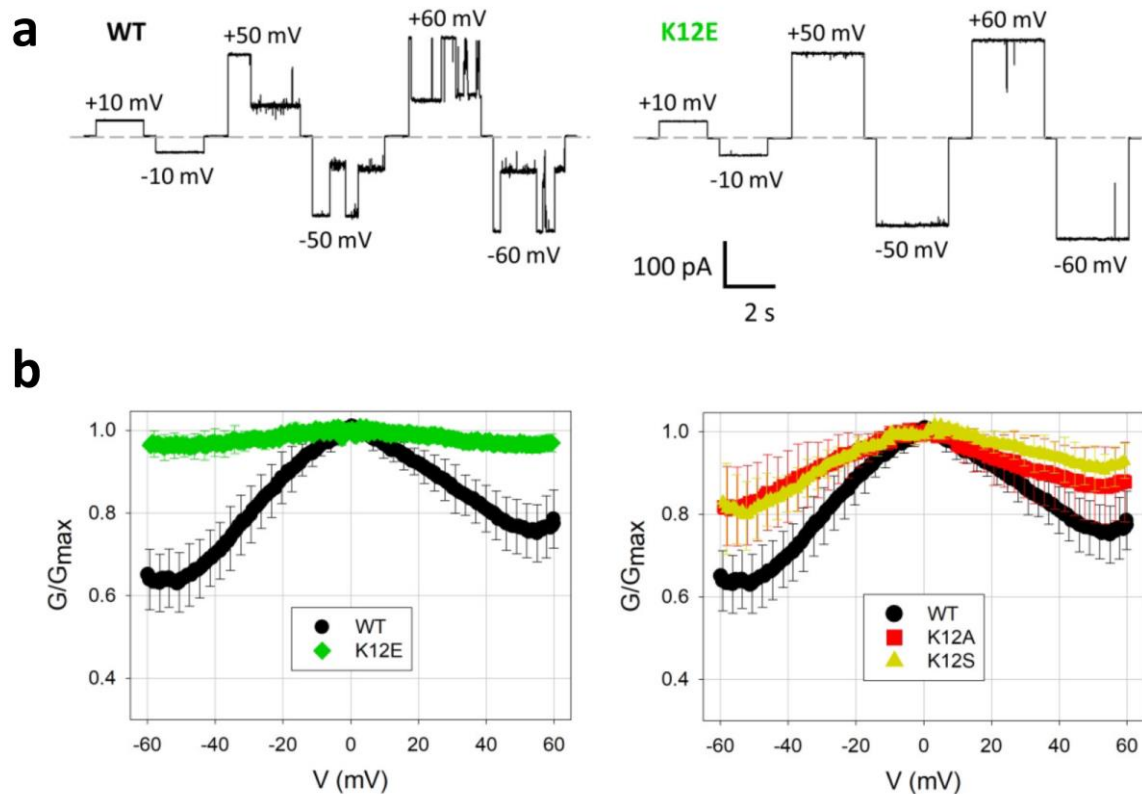 a
WT
+10 mV
-10 mV
+50 mV
-50 mV
+60 mV
-60 mV
K12E
+10 mV
-10 mV
+50 mV
-50 mV
+60 mV
-60 mV
100 pA
2 s
b
G/Gmax
1.0
0.8
0.6
0.4
WT
K12E
-60 -40 -20 0 20 40 60
V (mV)
G/Gmax
1.0
0.8
0.6
0.4
WT
K12A
K12S
-60 -40 -20 0 20 40 60
V (mV)